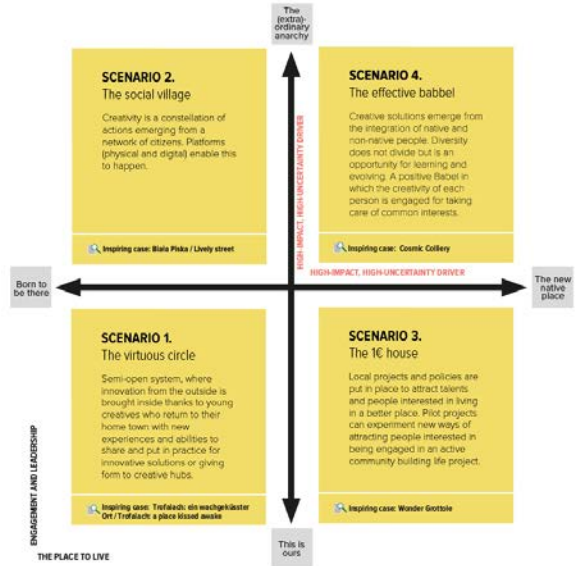 The
(extra)-
ordinary
anarchy
SCENARIO 2.
The social village
Creativity is a constellation of
actions emerging from a
network of citizens. Platforms
(physical and digital) enable this
to happen.
Inspiring case: Biała Piska / Lively street
HIGH-IMPACT, HIGH-UNCERTAINTY DRIVER
SCENARIO 4.
The effective babbel
Creative solutions emerge from
the integration of native and
non-native people. Diversity
does not divide but is an
opportunity for learning and
evolving. A positive Babel in
which the creativity of each
person is engaged for taking
care of common interests.
Inspiring case: Cosmic Colliery
HIGH-IMPACT, HIGH-UNCERTAINTY DRIVER
Born to
be there
The new
native
place
SCENARIO 1.
The virtuous circle
Semi-open system, where
innovation from the outside is
brought inside thanks to young
creatives who return to their
home town with new
experiences and abilities to
share and put in practice for
innovative solutions or giving
form to creative hubs.
Inspiring case: Trofaiach: ein wachgeküsster
Ort / Trofaiach: a place kissed awake
SCENARIO 3.
The 1€ house
Local projects and policies are
put in place to attract talents
and people interested in living
in a better place. Pilot projects
can experiment new ways of
attracting people interested in
being engaged in an active
community building life project.
Inspiring case: Wonder Grottole
This is
ours
ENGAGEMENT AND LEADERSHIP
THE PLACE TO LIVE